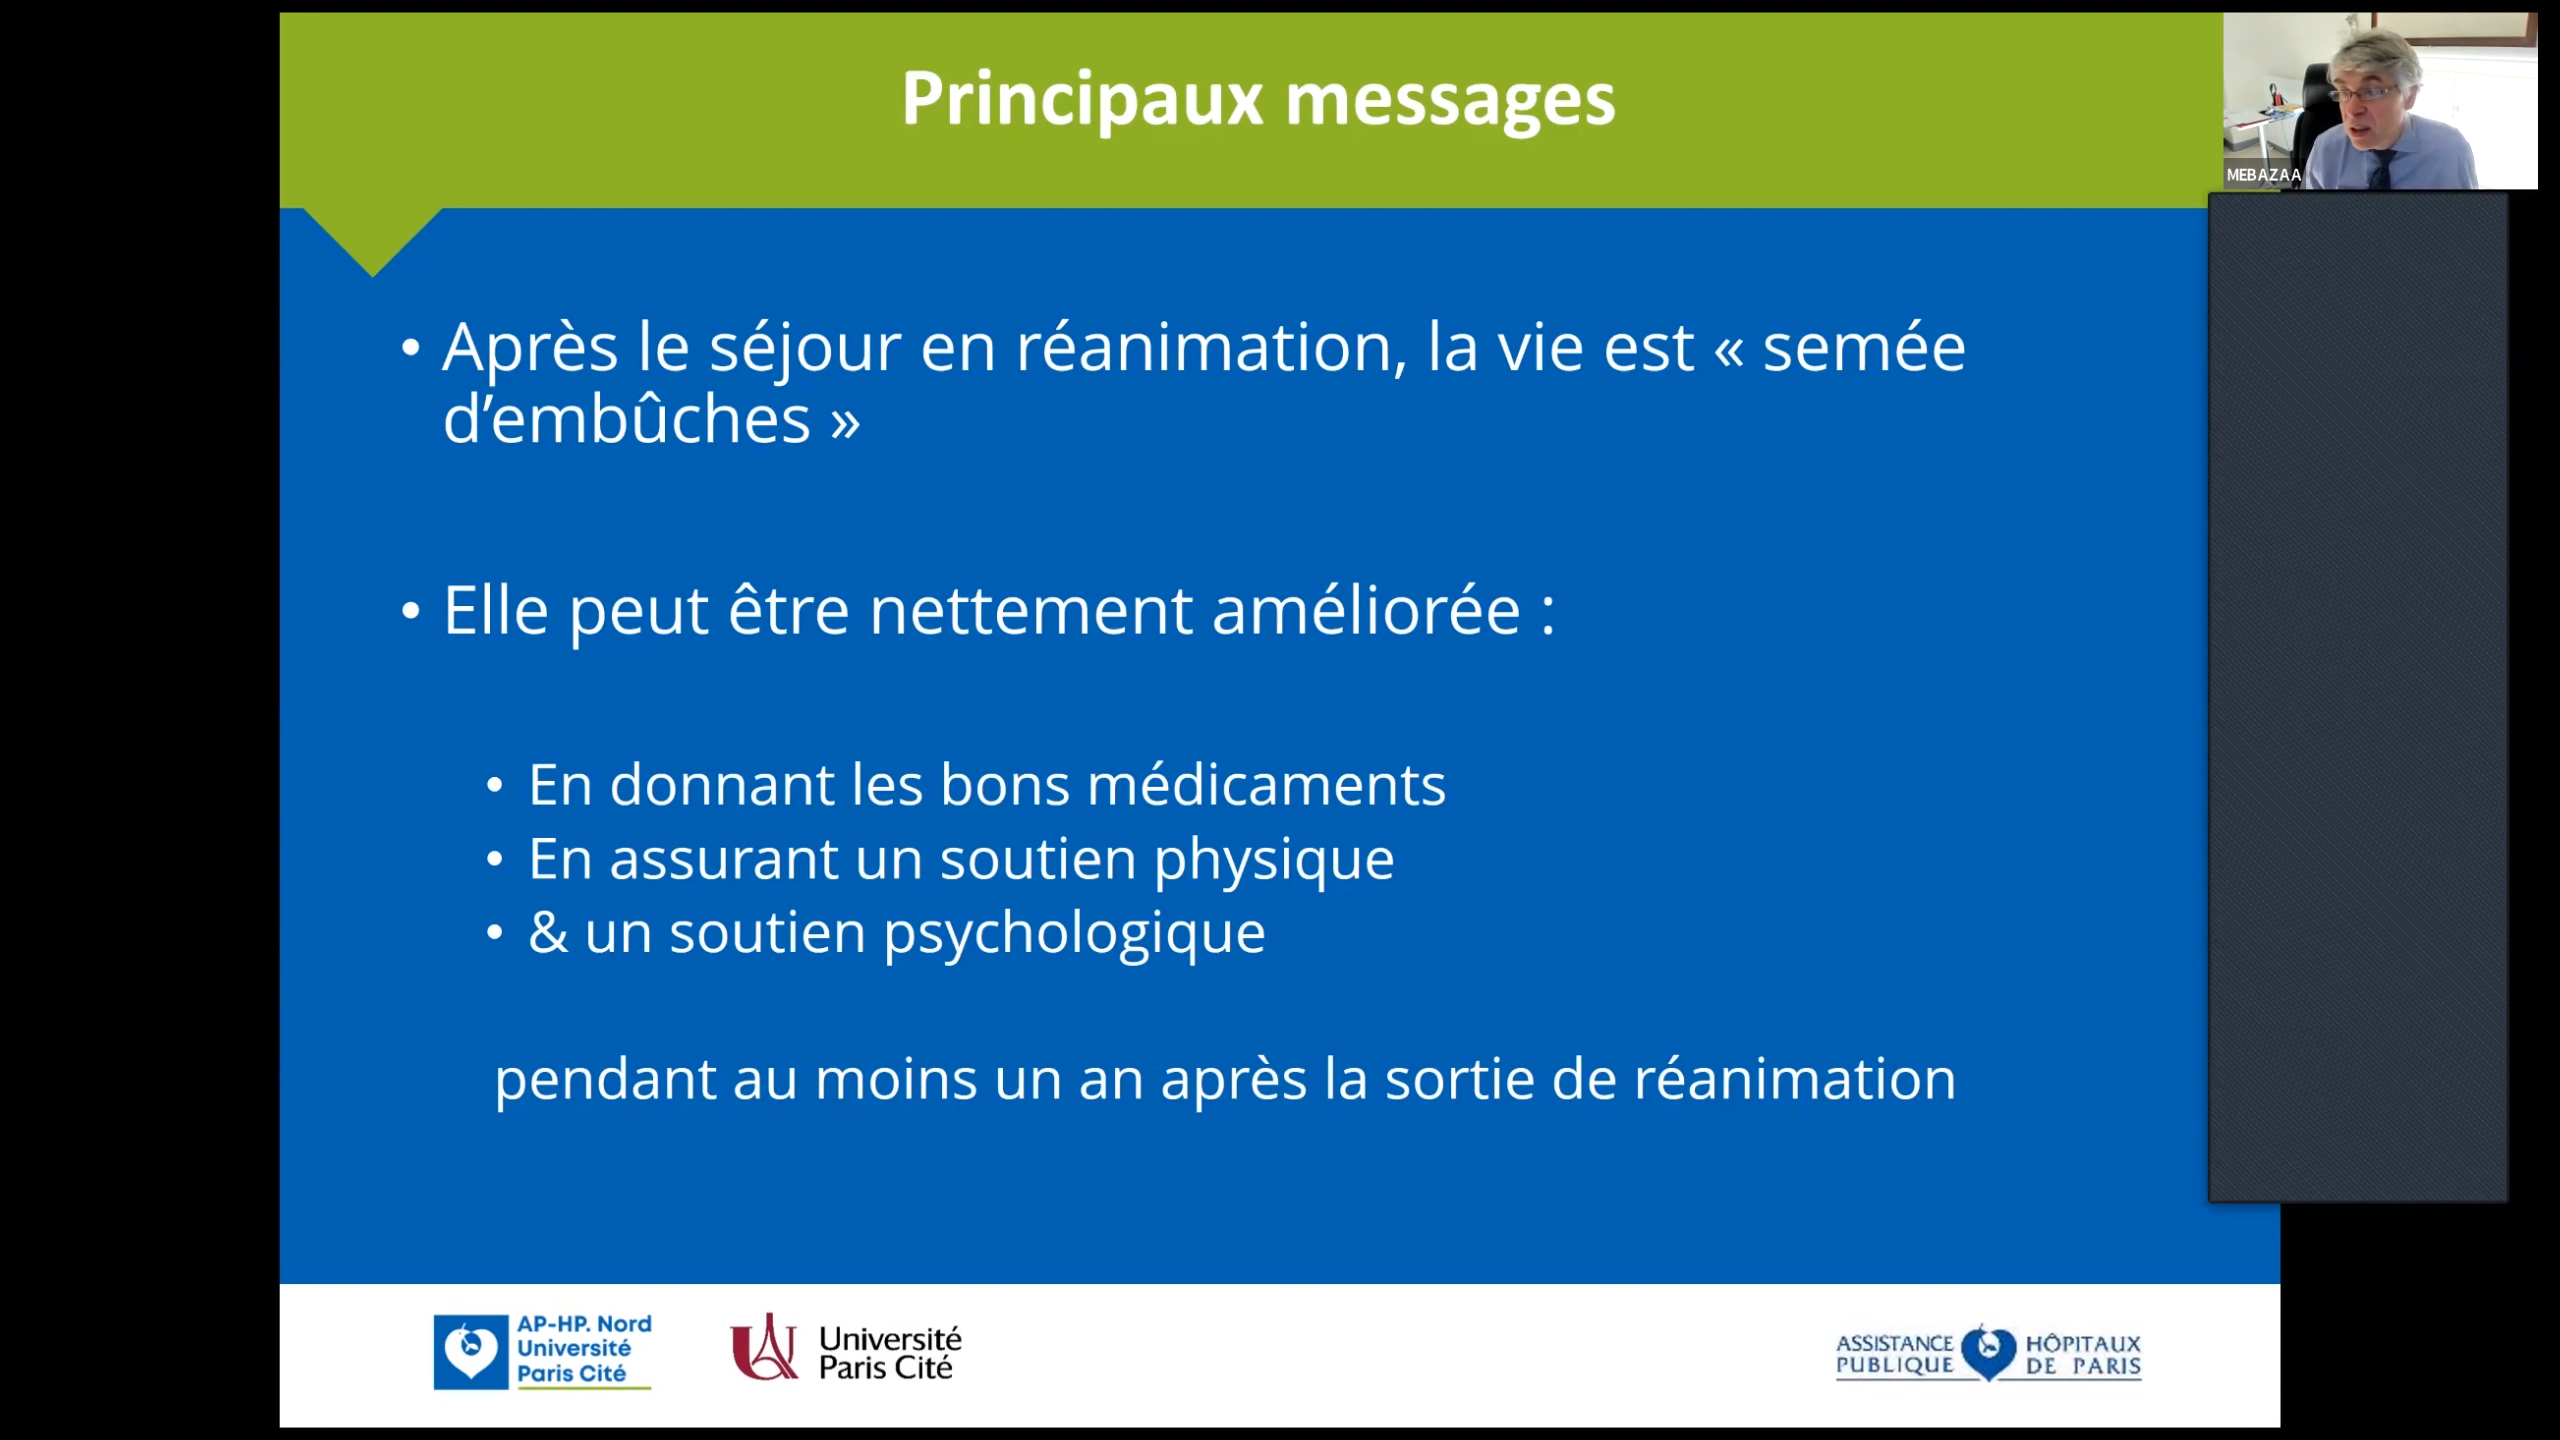 Principaux messages
MEBAZAA
• Après le séjour en réanimation, la vie est « semée
d’embûches »
• Elle peut être nettement améliorée :
• En donnant les bons médicaments
• En assurant un soutien physique
• & un soutien psychologique
pendant au moins un an après la sortie de réanimation
AP-HP. Nord
Université
Paris Cité
Université
Paris Cité
ASSISTANCE HÔPITAUX
PUBLIQUE DE PARIS